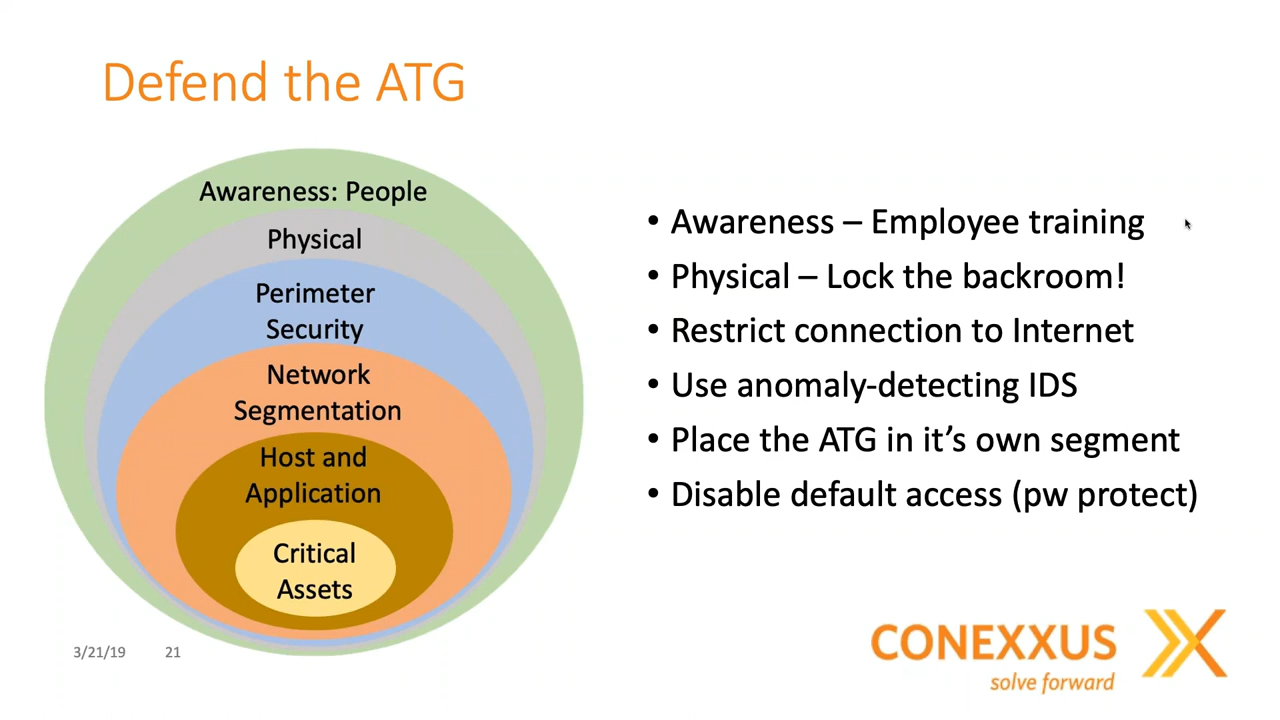 Defend the ATG
Awareness: People
Physical
Perimeter
Security
Network
Segmentation
Host and
Application
Critical
Assets
• Awareness – Employee training
• Physical – Lock the backroom!
• Restrict connection to Internet
• Use anomaly-detecting IDS
• Place the ATG in it’s own segment
• Disable default access (pw protect)
3/21/19 21
CONEXXUS
solve forward